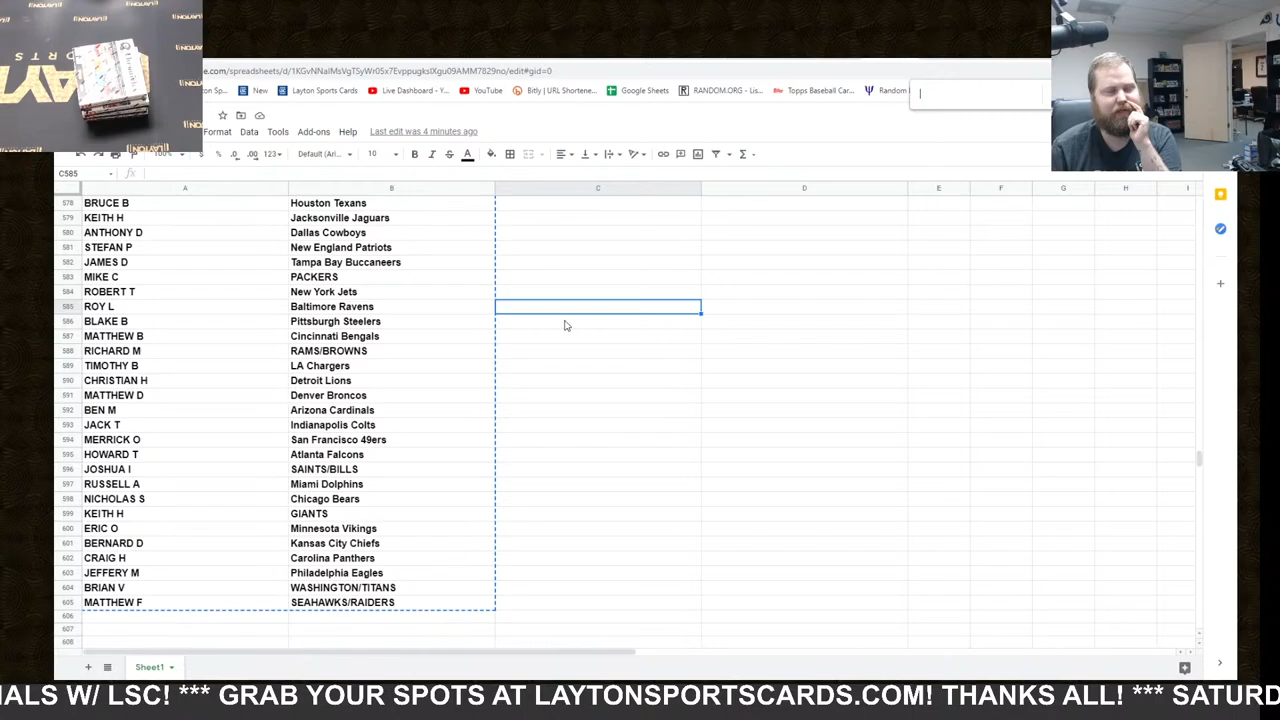 e.com/spreadsheets/d/1KGvNNaIMsVgTSyWr05x7EvppugksIXgu09AMM7829no/edit#gid=0
New Layton Sports Cards Live Dashboard - Y... YouTube Bitly | URL Shortene... Google Sheets RANDOM.ORG - Lis... Topps Baseball Car... Random
Format Data Tools Add-ons Help Last edit was 4 minutes ago
100% % .0 .00 123 Default (Ari... 10 B I S A
C585 fx
A B C D E F G H I
578 BRUCE B Houston Texans
579 KEITH H Jacksonville Jaguars
580 ANTHONY D Dallas Cowboys
581 STEFAN P New England Patriots
582 JAMES D Tampa Bay Buccaneers
583 MIKE C PACKERS
584 ROBERT T New York Jets
585 ROY L Baltimore Ravens
586 BLAKE B Pittsburgh Steelers
587 MATTHEW B Cincinnati Bengals
588 RICHARD M RAMS/BROWNS
589 TIMOTHY B LA Chargers
590 CHRISTIAN H Detroit Lions
591 MATTHEW D Denver Broncos
592 BEN M Arizona Cardinals
593 JACK T Indianapolis Colts
594 MERRICK O San Francisco 49ers
595 HOWARD T Atlanta Falcons
596 JOSHUA I SAINTS/BILLS
597 RUSSELL A Miami Dolphins
598 NICHOLAS S Chicago Bears
599 KEITH H GIANTS
600 ERIC O Minnesota Vikings
601 BERNARD D Kansas City Chiefs
602 CRAIG H Carolina Panthers
603 JEFFERY M Philadelphia Eagles
604 BRIAN V WASHINGTON/TITANS
605 MATTHEW F SEAHAWKS/RAIDERS
606
607
608
Sheet1
IALS W/ LSC! *** GRAB YOUR SPOTS AT LAYTONSPORTSCARDS.COM! THANKS ALL! *** SATURD